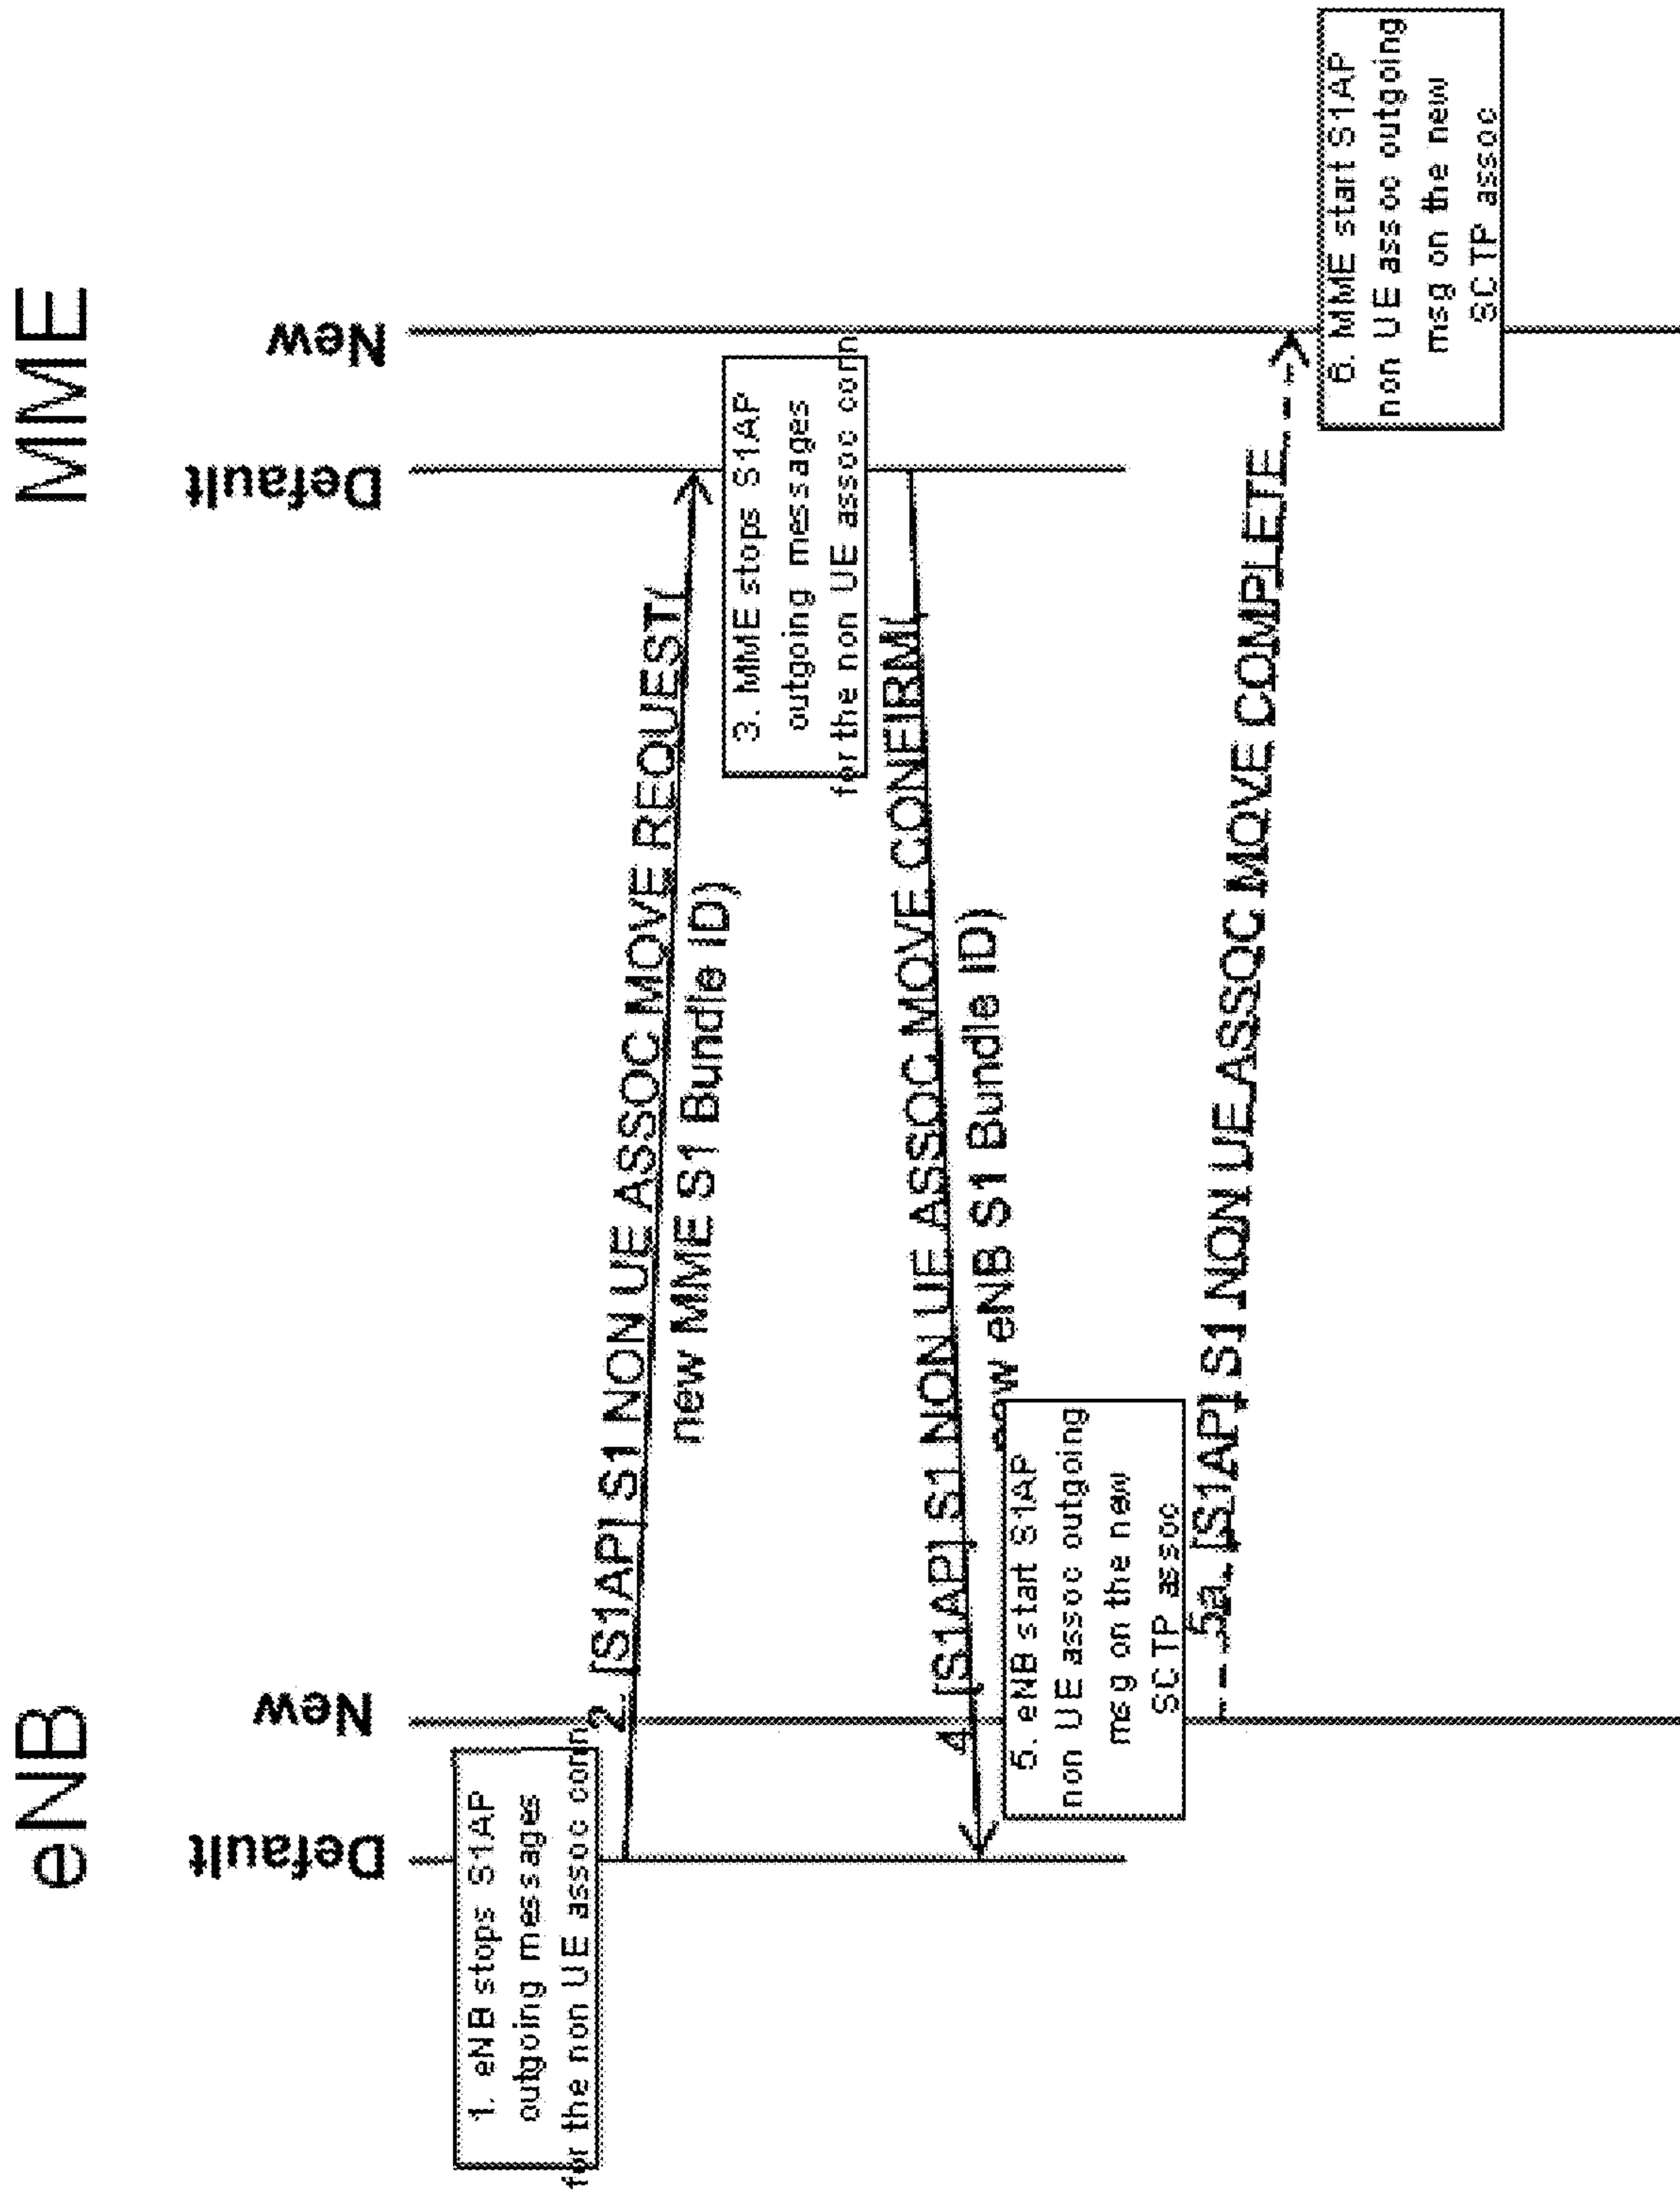 eNB
MME
Default
New
Default
New
1. eNB stops S1AP
outgoing messages
for the non UE assoc conn
2. [S1AP] S1 NON UE ASSOC MOVE REQUEST(
new MME S1 Bundle ID)
3. MME stops S1AP
outgoing messages
for the non UE assoc conn
4. [S1AP] S1 NON UE ASSOC MOVE CONFIRM(
new eNB S1 Bundle ID)
5. eNB start S1AP
non UE assoc outgoing
msg on the new
SCTP assoc
5a. [S1AP] S1 NON UE ASSOC MOVE COMPLETE
6. MME start S1AP
non UE assoc outgoing
msg on the new
SCTP assoc